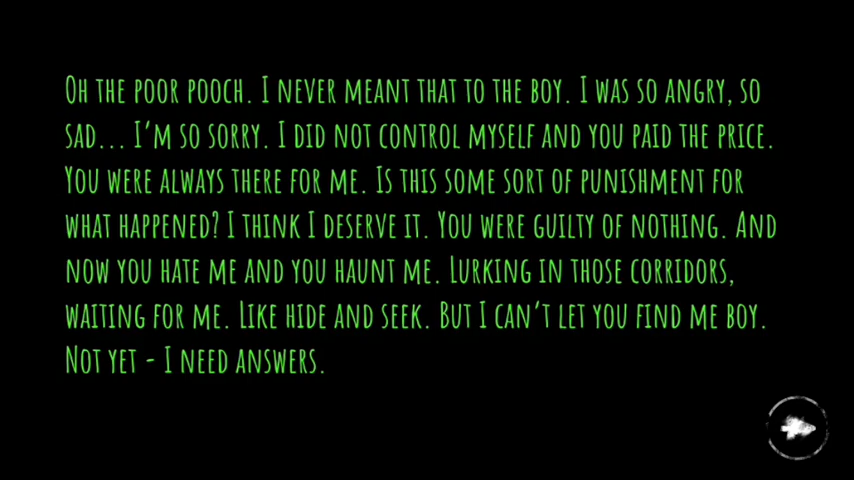 Oh the poor pooch. I never meant that to the boy. I was so angry, so
sad... I'm so sorry. I did not control myself and you paid the price.
You were always there for me. Is this some sort of punishment for
what happened? I think I deserve it. You were guilty of nothing. And
now you hate me and you haunt me. Lurking in those corridors,
waiting for me. Like hide and seek. But I can't let you find me boy.
Not yet - I need answers.